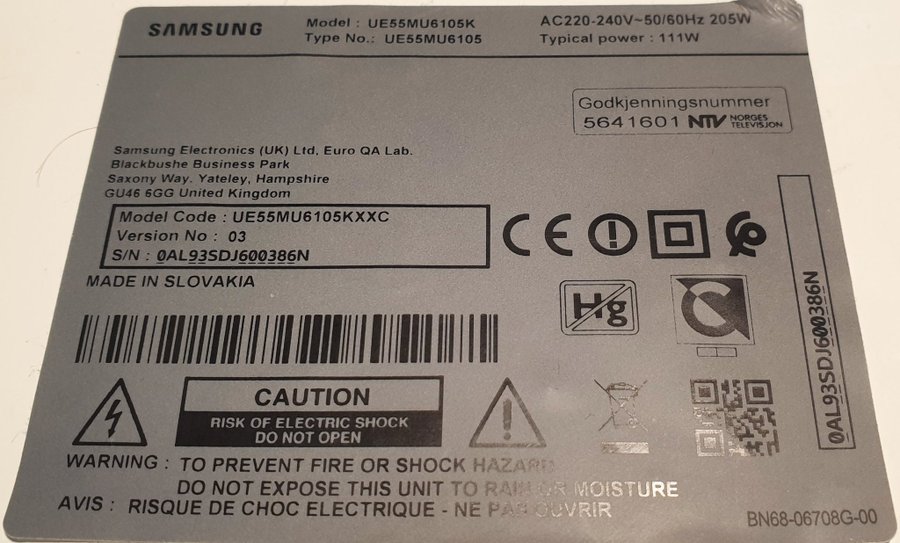 SAMSUNG
Model : UE55MU6105K
Type No.: UE55MU6105
AC220-240V~50/60Hz 205W
Typical power : 111W
Godkjenningsnummer
5641601 NTV NORGES TELEVISJON
Samsung Electronics (UK) Ltd, Euro QA Lab.
Blackbushe Business Park
Saxony Way. Yateley, Hampshire
GU46 6GG United Kingdom
Model Code : UE55MU6105KXXC
Version No : 03
S/N : 0AL93SDJ600386N
CE
MADE IN SLOVAKIA
Hg
0AL93SDJ600386N
CAUTION
RISK OF ELECTRIC SHOCK
DO NOT OPEN
WARNING : TO PREVENT FIRE OR SHOCK HAZARD
DO NOT EXPOSE THIS UNIT TO RAIN OR MOISTURE
AVIS : RISQUE DE CHOC ELECTRIQUE - NE PAS OUVRIR
BN68-06708G-00